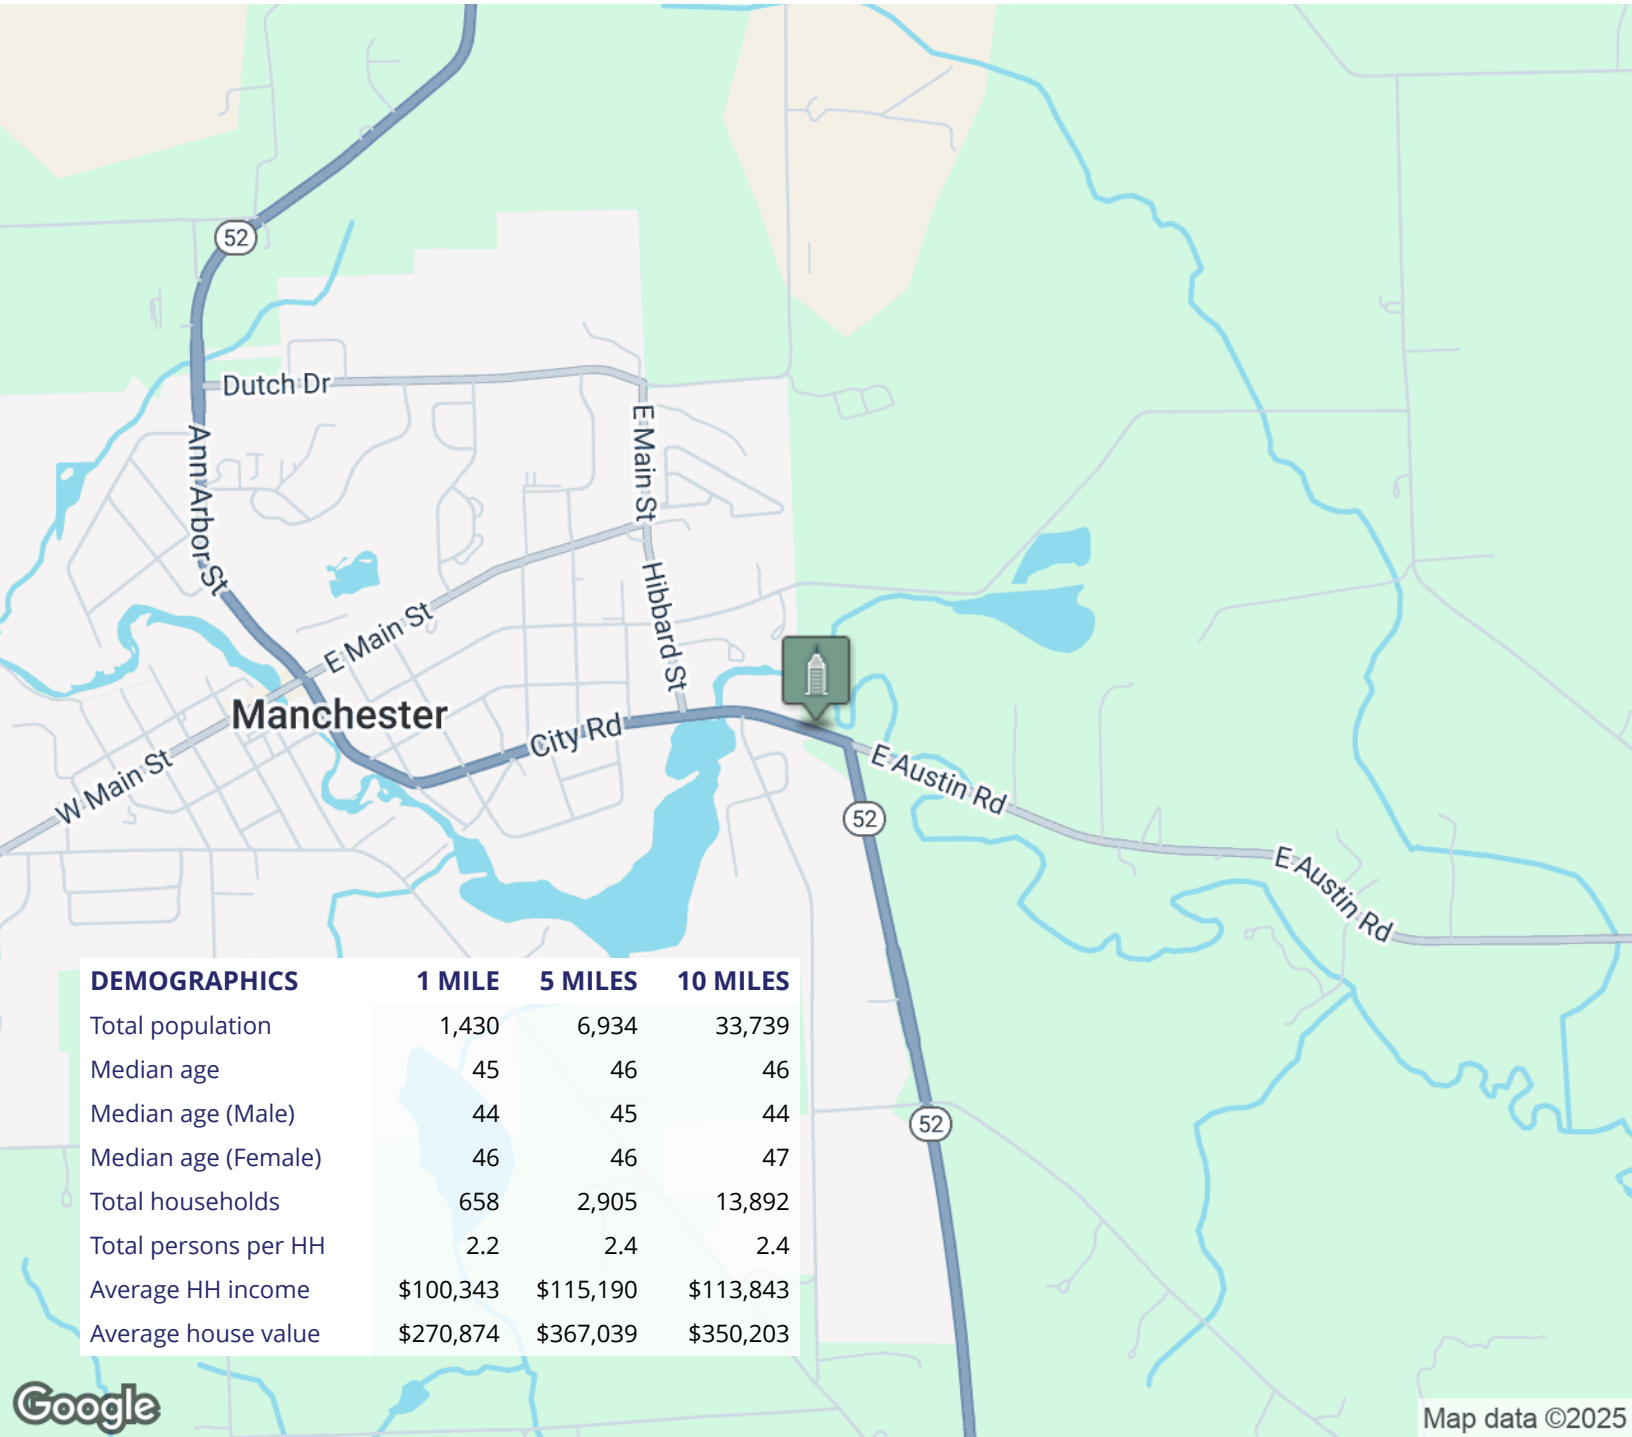 52
Dutch Dr
E Main St
Ann Arbor St
Hibbard St
E Main St
Manchester
City Rd
W Main St
E Austin Rd
52
E Austin Rd
DEMOGRAPHICS 1 MILE 5 MILES 10 MILES
Total population 1,430 6,934 33,739
Median age 45 46 46
Median age (Male) 44 45 44
Median age (Female) 46 46 47
Total households 658 2,905 13,892
Total persons per HH 2.2 2.4 2.4
Average HH income $100,343 $115,190 $113,843
Average house value $270,874 $367,039 $350,203
52
Google
Map data ©2025